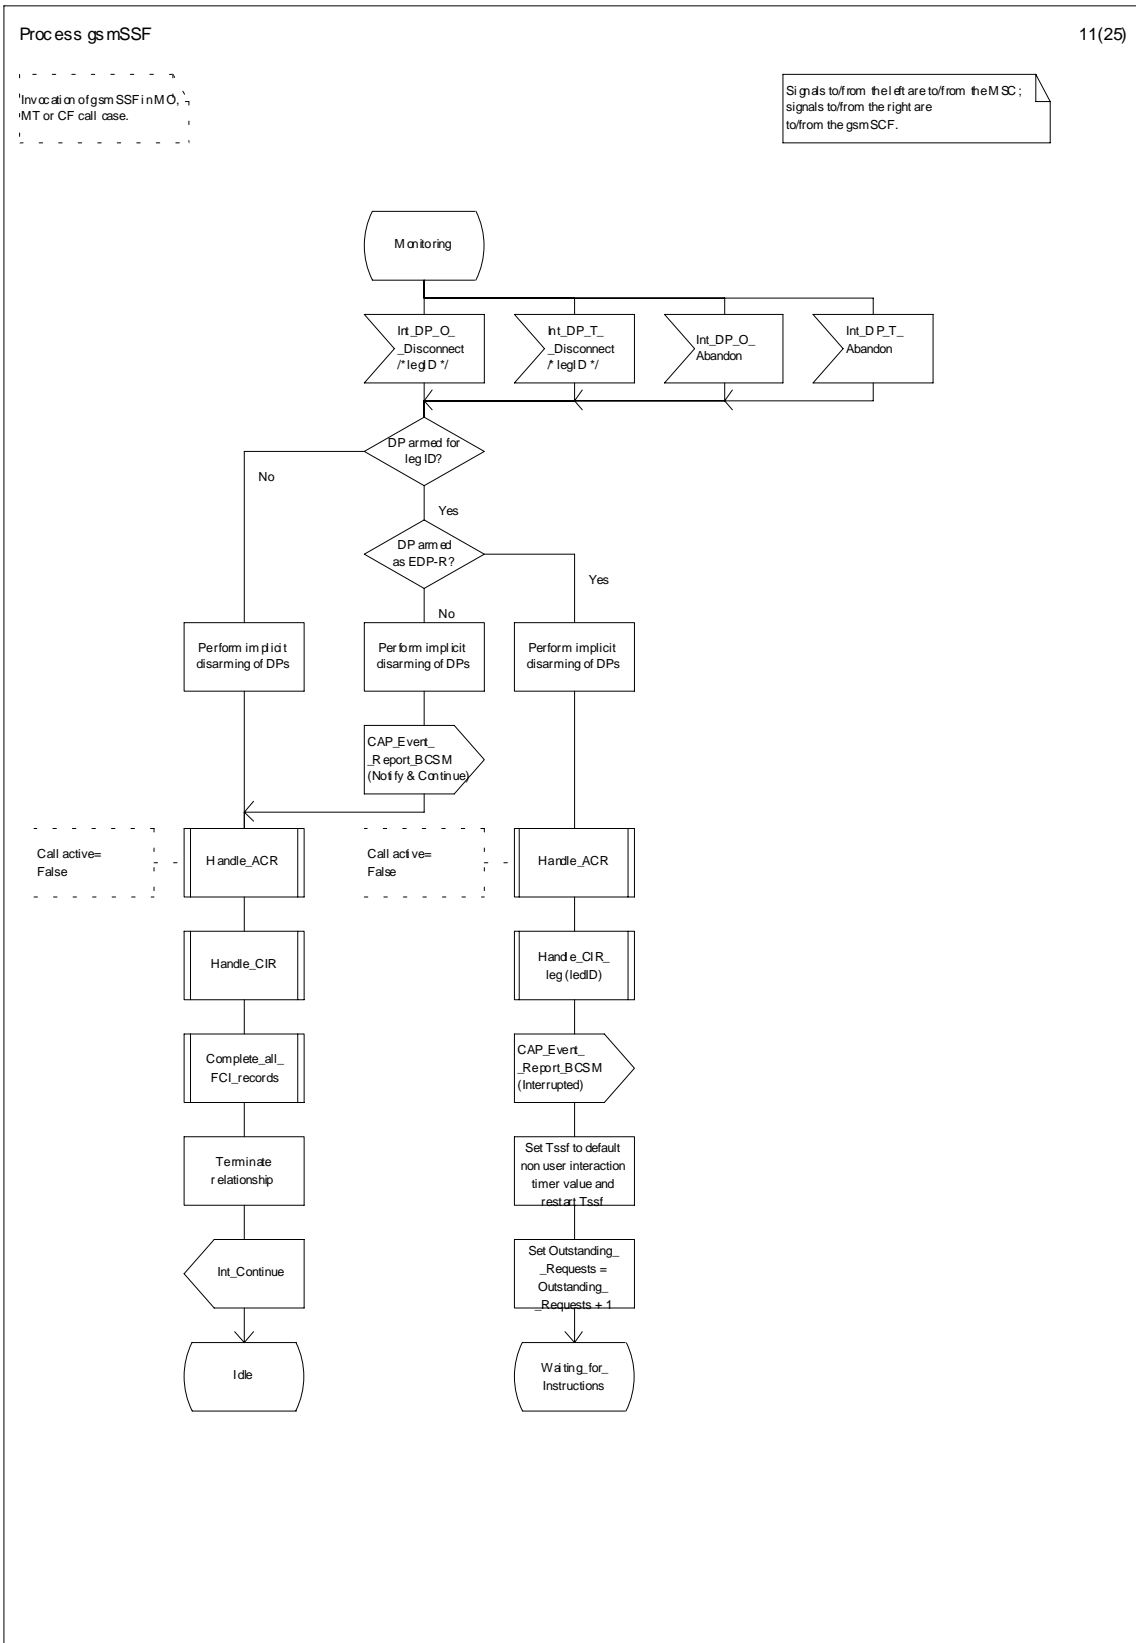 Process gsmSSF
11(25)
Invocation of gsmSSF in MO,
MT or CF call case.
Signals to/from the left are to/from the MSC;
signals to/from the right are
to/from the gsmSCF.
Monitoring
Int_DP_O_
_Disconnect
/* legID */
Int_DP_T_
_Disconnect
/* legID */
Int_DP_O_
Abandon
Int_DP_T_
Abandon
DP armed for
leg ID?
No
Yes
DP armed
as EDP-R?
Yes
No
Perform implicit
disarming of DPs
Perform implicit
disarming of DPs
Perform implicit
disarming of DPs
CAP_Event_
_Report_BCSM
(Notify & Continue)
Call active=
False
Handle_ACR
Call active=
False
Handle_ACR
Handle_CIR
Handle_CIR_
leg (ledID)
Complete_all_
FCI_records
CAP_Event_
_Report_BCSM
(Interrupted)
Terminate
relationship
Set Tssf to default
non user interaction
timer value and
restart Tssf
Int_Continue
Set Outstanding_
_Requests =
Outstanding_
_Requests + 1
Idle
Waiting_for_
Instructions